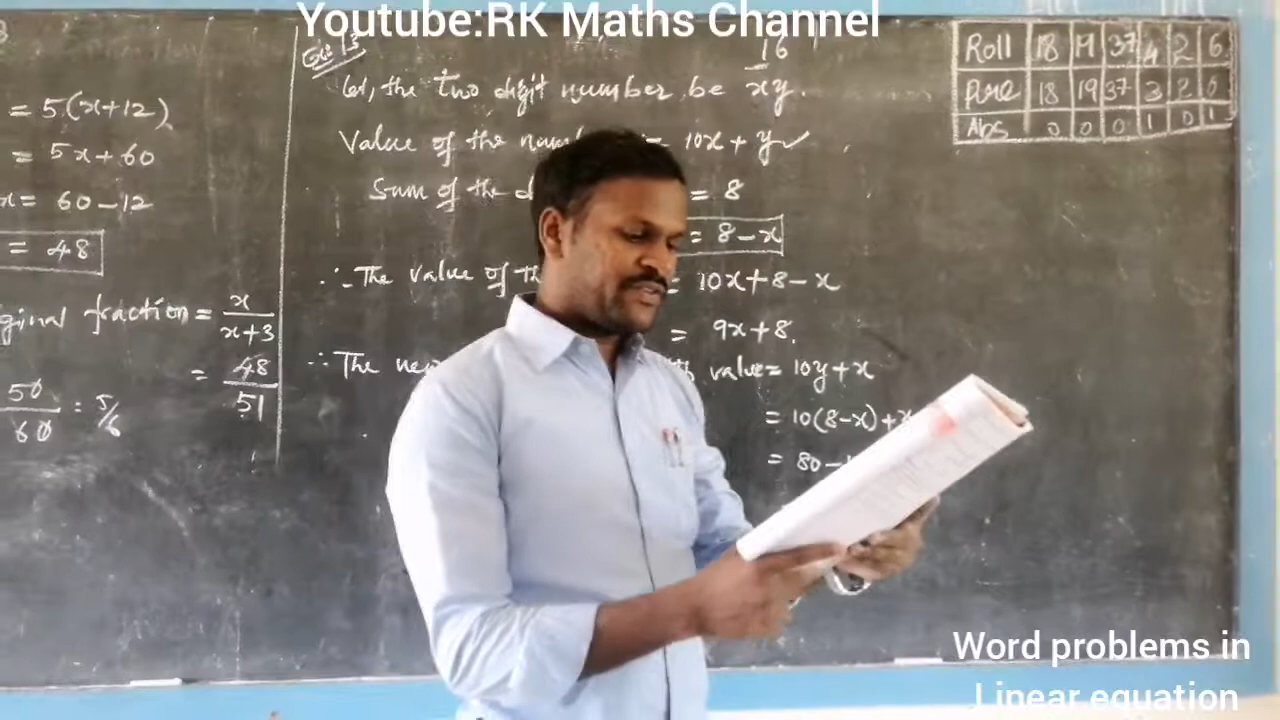 Youtube:RK Maths Channel
= 5(x+12)
= 5x+60
x= 60-12
= 48
ginal fraction = x/x+3
= 48/51
50/60 = 5/6
16
Let, the two digit number be xy.
Value of the num = 10x + y ✓
Sum of the d = 8
= 8-x
∴ The value of th = 10x+8-x
= 9x+8.
∴ The new value = 10y+x
= 10(8-x)+x
= 80-
Roll 18 19 37 4 2 6
18 19 37 3 2 0
Abs 0 0 0 1 0 1
Word problems in
Linear equation